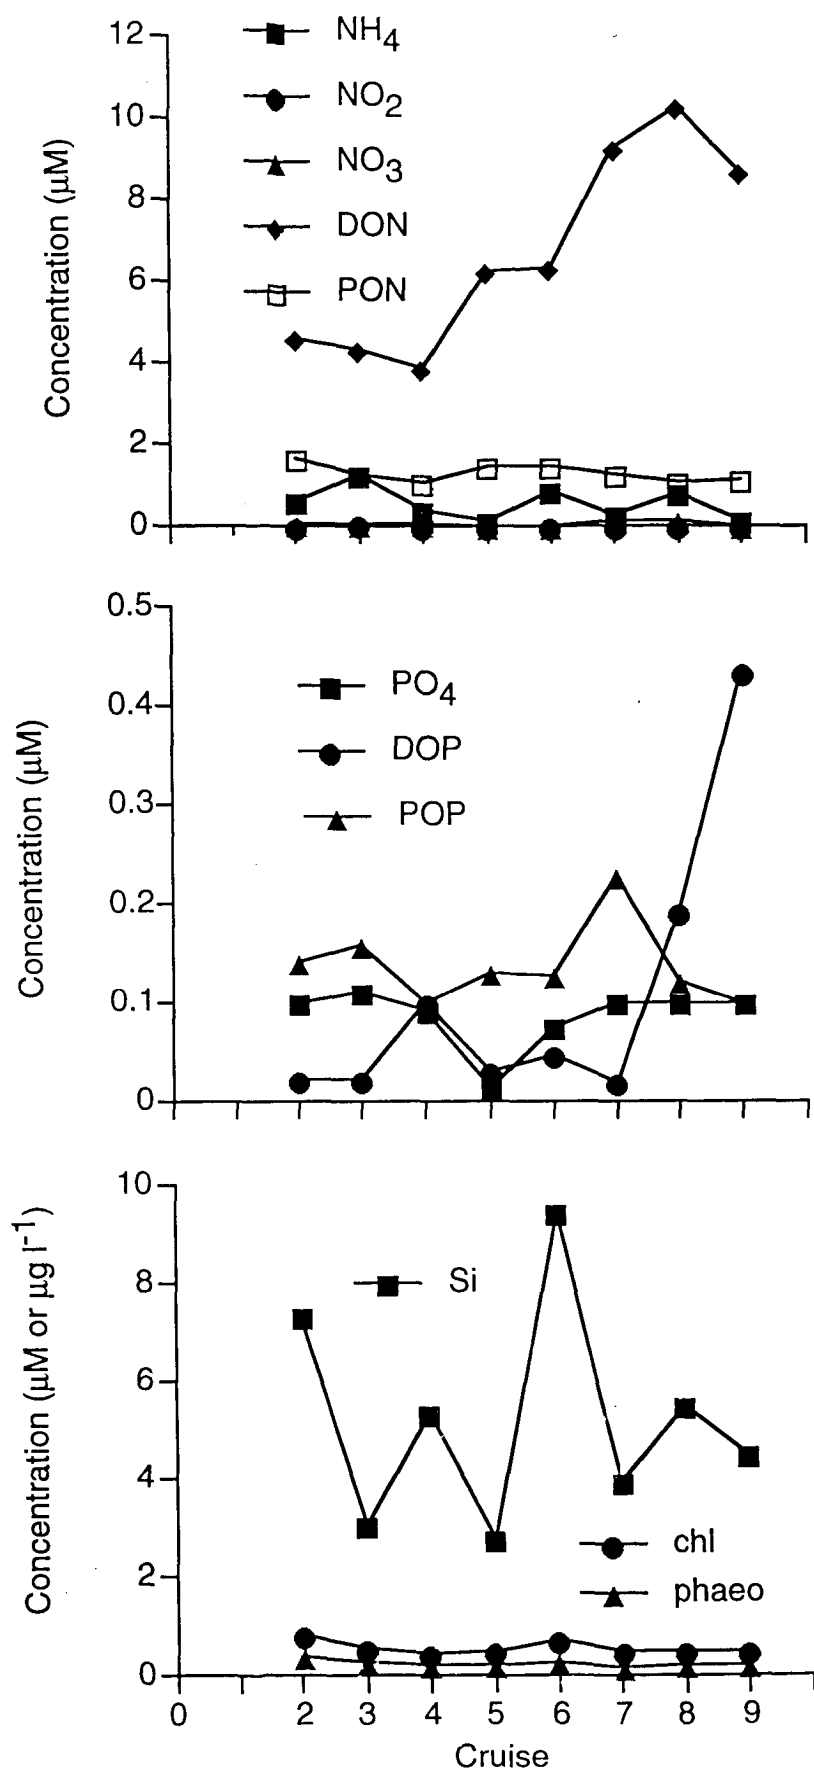 12
10
8
6
4
2
0
Concentration (μM)
NH4
NO2
NO3
DON
PON
0.5
0.4
0.3
0.2
0.1
0
Concentration (μM)
PO4
DOP
POP
10
8
6
4
2
0
Concentration (μM or μg l-1)
Si
chl
phaeo
0 2 3 4 5 6 7 8 9
Cruise